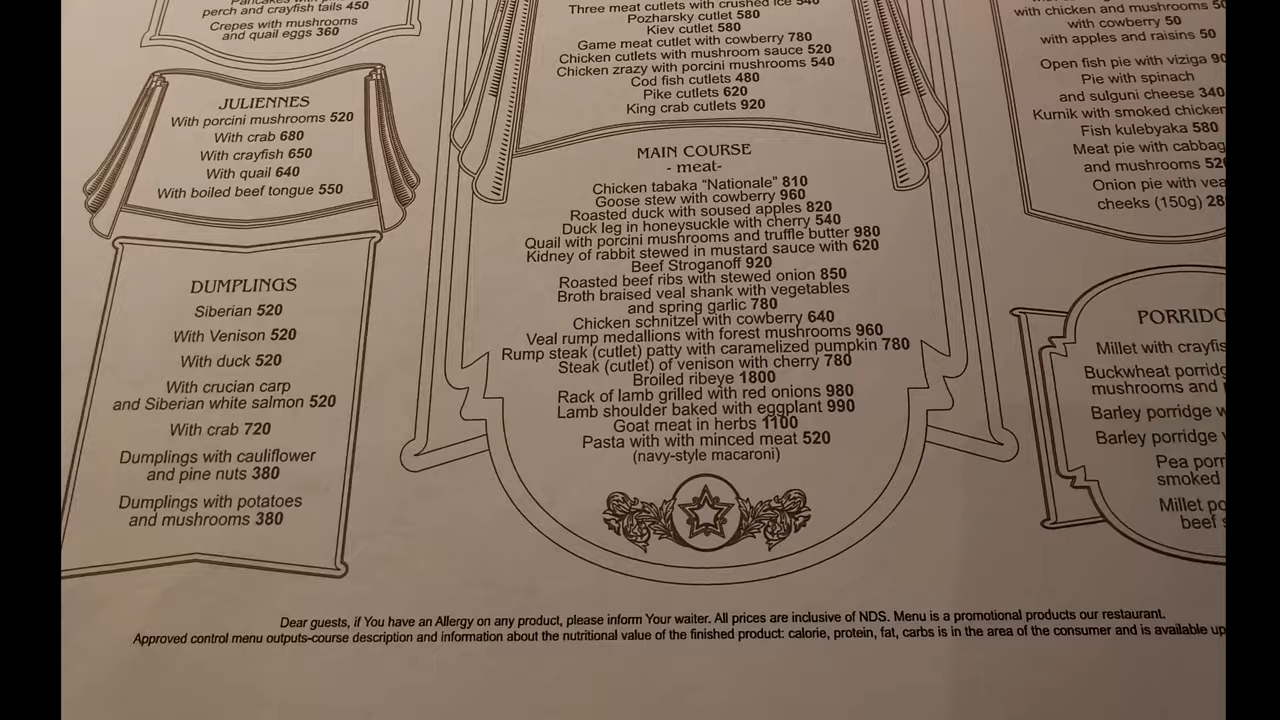 perch and crayfish tails 450
Crepes with mushrooms
and quail eggs 360
JULIENNES
With porcini mushrooms 520
With crab 680
With crayfish 650
With quail 640
With boiled beef tongue 550
DUMPLINGS
Siberian 520
With Venison 520
With duck 520
With crucian carp
and Siberian white salmon 520
With crab 720
Dumplings with cauliflower
and pine nuts 380
Dumplings with potatoes
and mushrooms 380
Three meat cutlets with crushed ice 540
Pozharsky cutlet 580
Kiev cutlet 580
Game meat cutlet with cowberry 780
Chicken cutlets with mushroom sauce 520
Chicken zrazy with porcini mushrooms 540
Cod fish cutlets 480
Pike cutlets 620
King crab cutlets 920
MAIN COURSE
- meat-
Chicken tabaka “Nationale” 810
Goose stew with cowberry 960
Roasted duck with soused apples 820
Duck leg in honeysuckle with cherry 540
Quail with porcini mushrooms and truffle butter 980
Kidney of rabbit stewed in mustard sauce with 620
Beef Stroganoff 920
Roasted beef ribs with stewed onion 850
Broth braised veal shank with vegetables
and spring garlic 780
Chicken schnitzel with cowberry 640
Veal rump medallions with forest mushrooms 960
Rump steak (cutlet) patty with caramelized pumpkin 780
Steak (cutlet) of venison with cherry 780
Broiled ribeye 1800
Rack of lamb grilled with red onions 980
Lamb shoulder baked with eggplant 990
Goat meat in herbs 1100
Pasta with with minced meat 520
(navy-style macaroni)
with chicken and mushrooms
with cowberry 50
with apples and raisins 50
Open fish pie with viziga
Pie with spinach
and sulguni cheese 340
Kurnik with smoked chicken
Fish kulebyaka 580
Meat pie with
and mushrooms
Onion pie with
cheeks (150g)
Millet with
Buckwheat
mushrooms and
Barley porridge
Barley porridge
Pea
smoked
Millet
beef
Dear guests, if You have an Allergy on any product, please inform Your waiter. All prices are inclusive of NDS. Menu is a promotional products our restaurant.
Approved control menu outputs-course description and information about the nutritional value of the finished product: calorie, protein, fat, carbs is in the area of the consumer and is available up